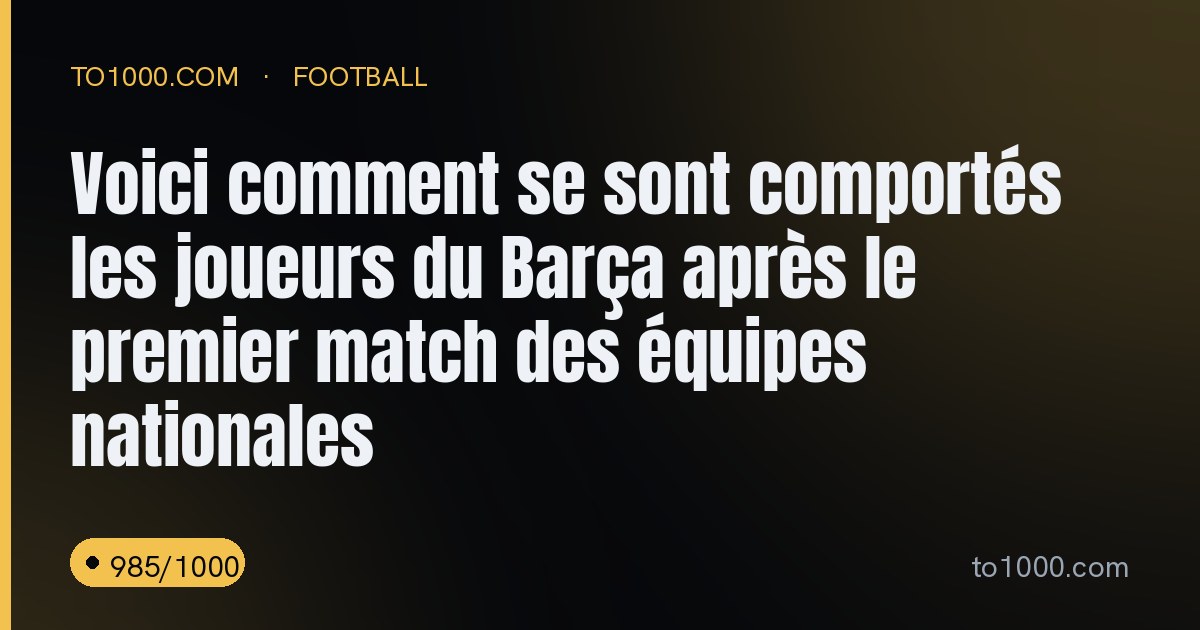 TO1000.COM · FOOTBALL
Voici comment se sont comportés
les joueurs du Barça après le
premier match des équipes
nationales
985/1000
to1000.com